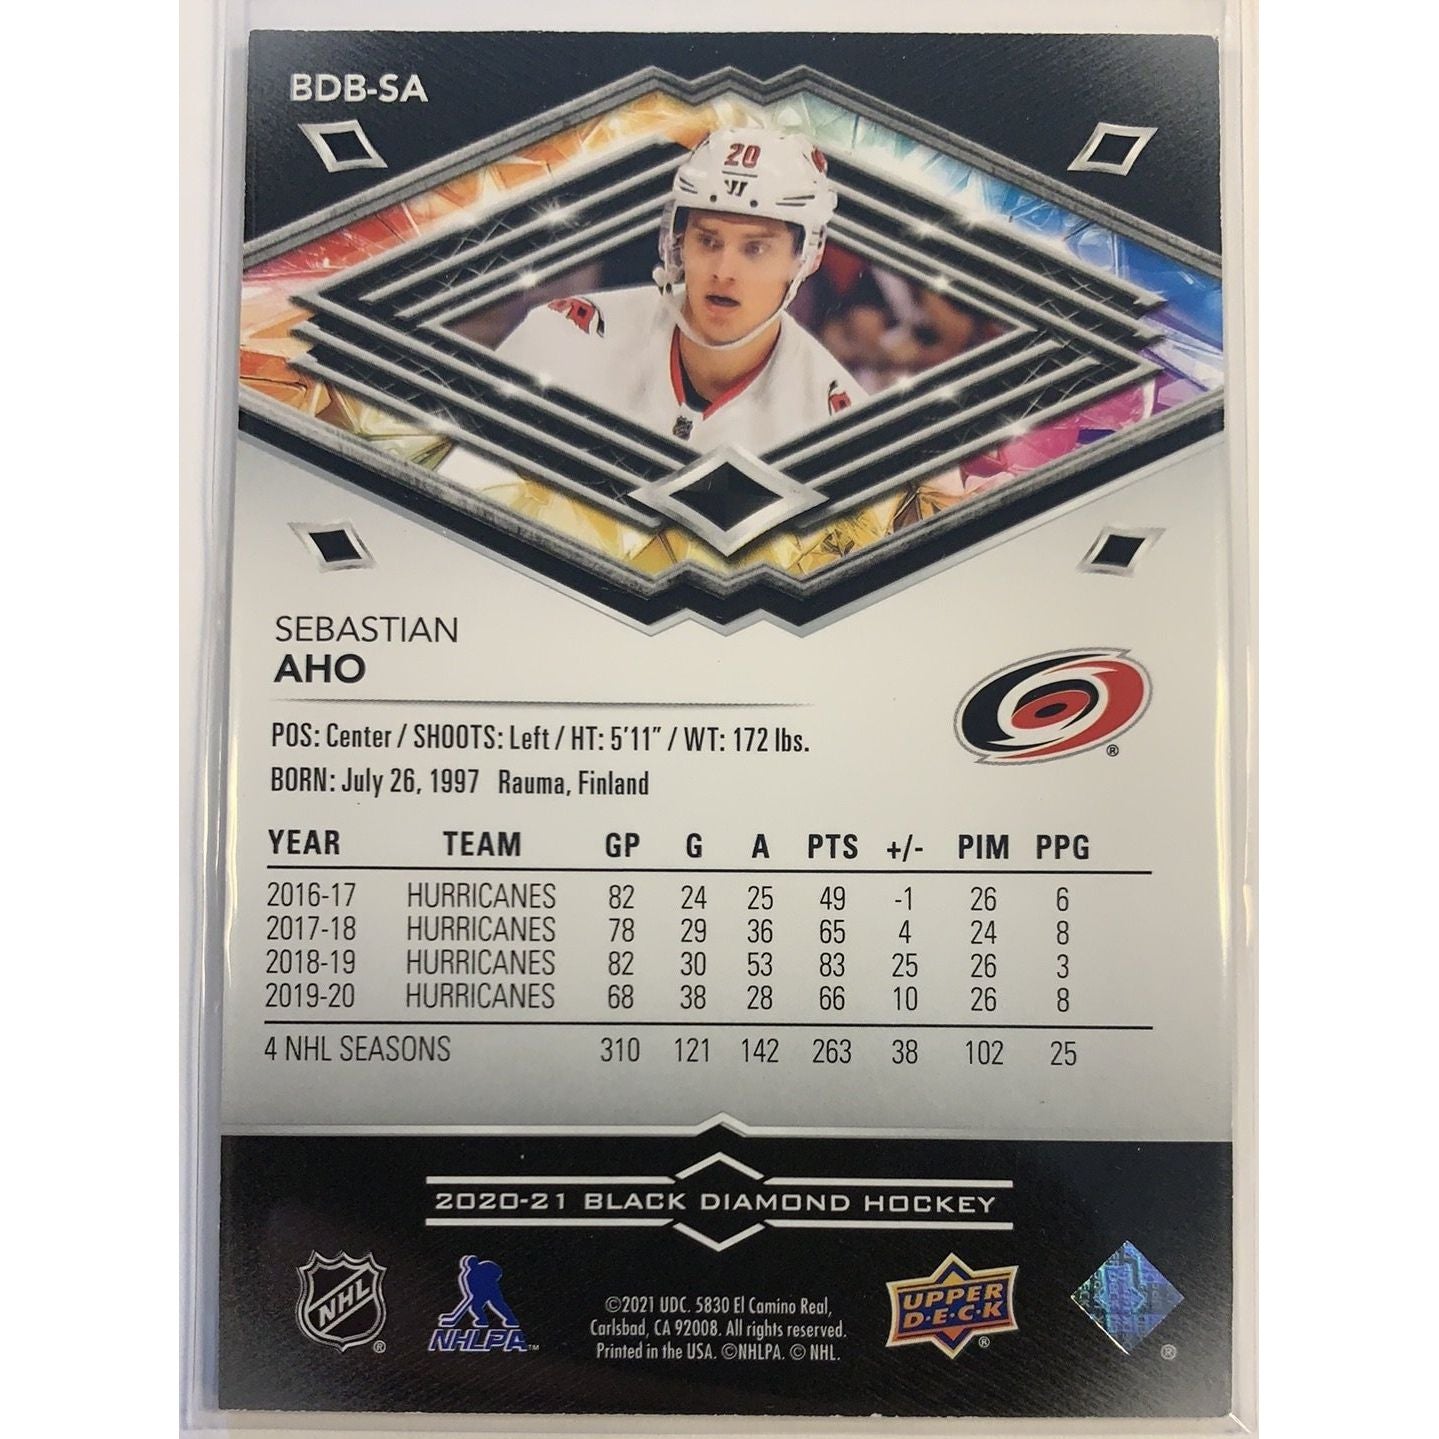 BDB-SA
20
SEBASTIAN
AHO
POS: Center / SHOOTS: Left / HT: 5'11" / WT: 172 lbs.
BORN: July 26, 1997 Rauma, Finland
YEAR TEAM GP G A PTS +/- PIM PPG
2016-17 HURRICANES 82 24 25 49 -1 26 6
2017-18 HURRICANES 78 29 36 65 4 24 8
2018-19 HURRICANES 82 30 53 83 25 26 3
2019-20 HURRICANES 68 38 28 66 10 26 8
4 NHL SEASONS 310 121 142 263 38 102 25
2020-21 BLACK DIAMOND HOCKEY
NHL ®
NHLPA™
©2021 UDC. 5830 El Camino Real,
Carlsbad, CA 92008. All rights reserved.
Printed in the USA. ©NHLPA. © NHL.
UPPER
D·E·C·K ®
®